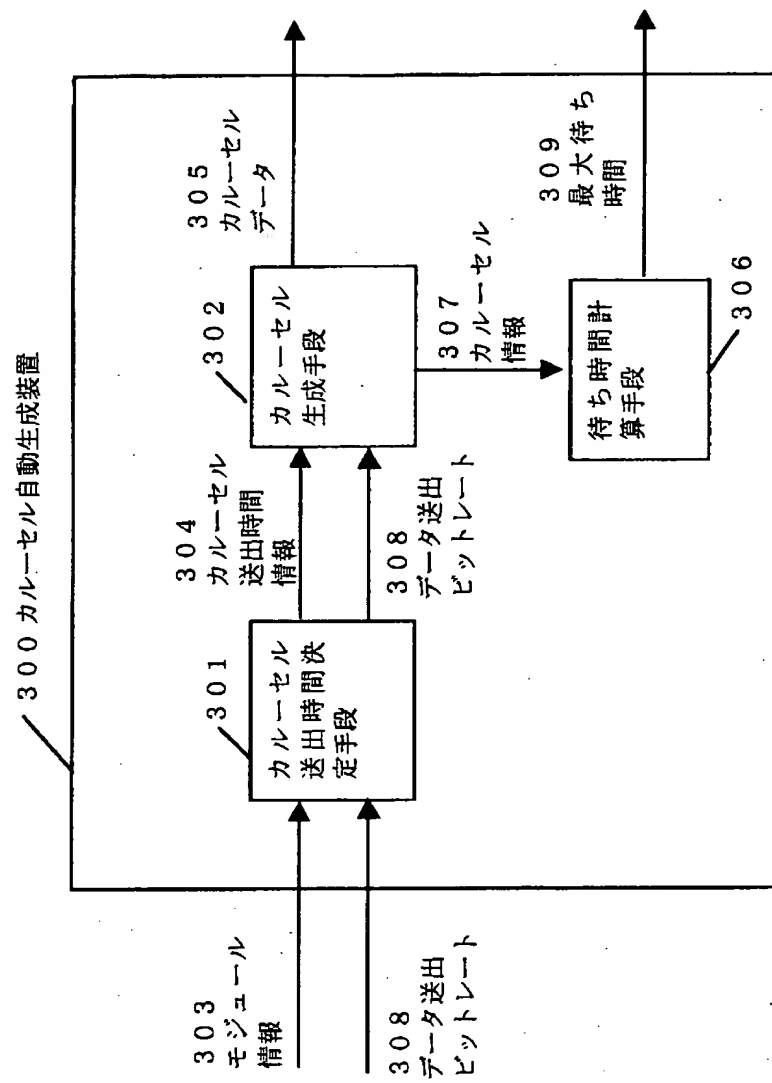 300 カルーセル自動生成装置
303
モジュール
情報
308
データ送出
ビットレート
301
カルーセル
送出時間決
定手段
304
カルーセル
送出時間
情報
308
データ送出
ビットレート
302
カルーセル
生成手段
305
カルーセル
データ
307
カルーセル
情報
待ち時間計
算手段
306
309
最大待ち
時間